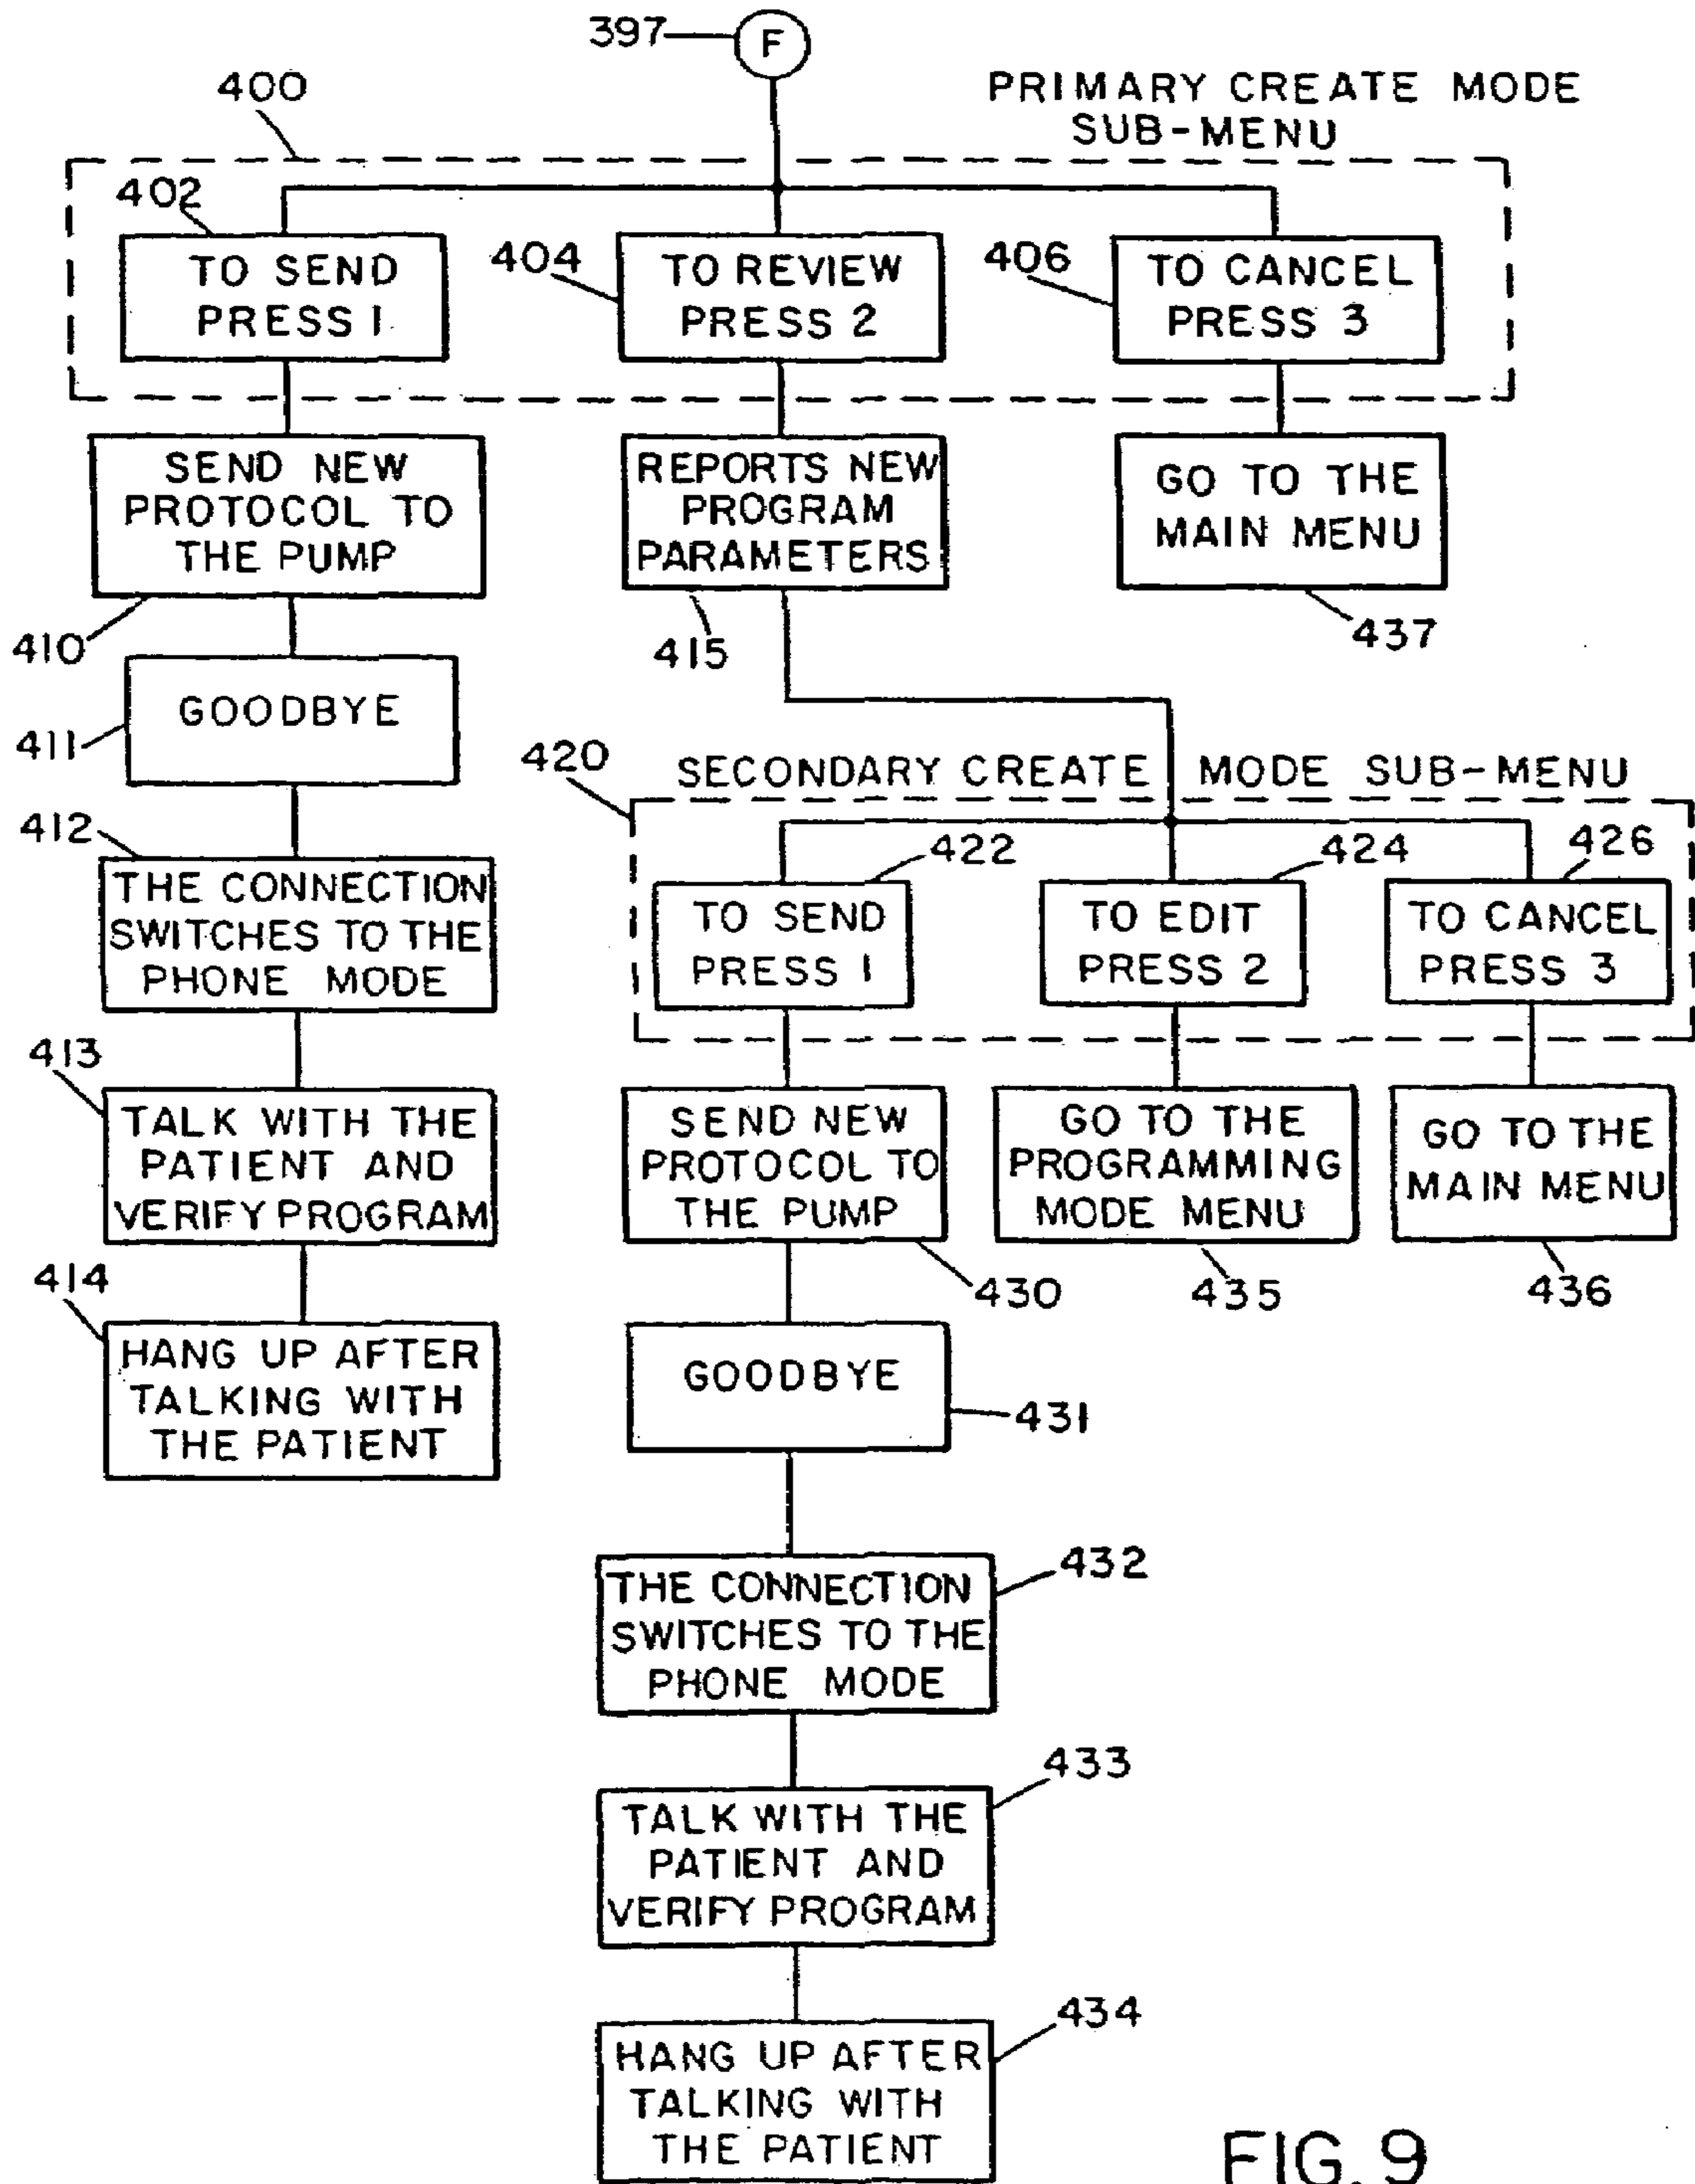 397
F
400
PRIMARY CREATE MODE
SUB-MENU
402
TO SEND
PRESS 1
404
TO REVIEW
PRESS 2
406
TO CANCEL
PRESS 3
SEND NEW
PROTOCOL TO
THE PUMP
410
REPORTS NEW
PROGRAM
PARAMETERS
415
GO TO THE
MAIN MENU
437
GOODBYE
411
420
SECONDARY CREATE MODE SUB-MENU
422
TO SEND
PRESS 1
424
TO EDIT
PRESS 2
426
TO CANCEL
PRESS 3
412
THE CONNECTION
SWITCHES TO THE
PHONE MODE
413
TALK WITH THE
PATIENT AND
VERIFY PROGRAM
414
HANG UP AFTER
TALKING WITH
THE PATIENT
SEND NEW
PROTOCOL TO
THE PUMP
430
GO TO THE
PROGRAMMING
MODE MENU
435
GO TO THE
MAIN MENU
436
GOODBYE
431
432
THE CONNECTION
SWITCHES TO THE
PHONE MODE
433
TALK WITH THE
PATIENT AND
VERIFY PROGRAM
434
HANG UP AFTER
TALKING WITH
THE PATIENT
FIG. 9